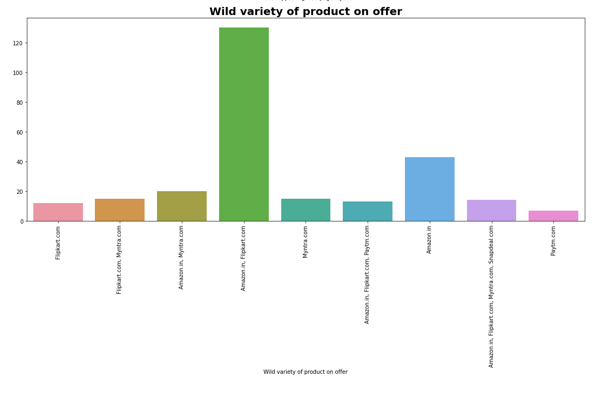 Wild variety of product on offer
120
100
80
60
40
20
0
Flipkart.com
Flipkart.com, Myntra.com
Amazon.in, Myntra.com
Amazon.in, Flipkart.com
Myntra.com
Amazon.in, Flipkart.com, Paytm.com
Amazon.in
Amazon.in, Flipkart.com, Myntra.com, Snapdeal.com
Paytm.com
Wild variety of product on offer